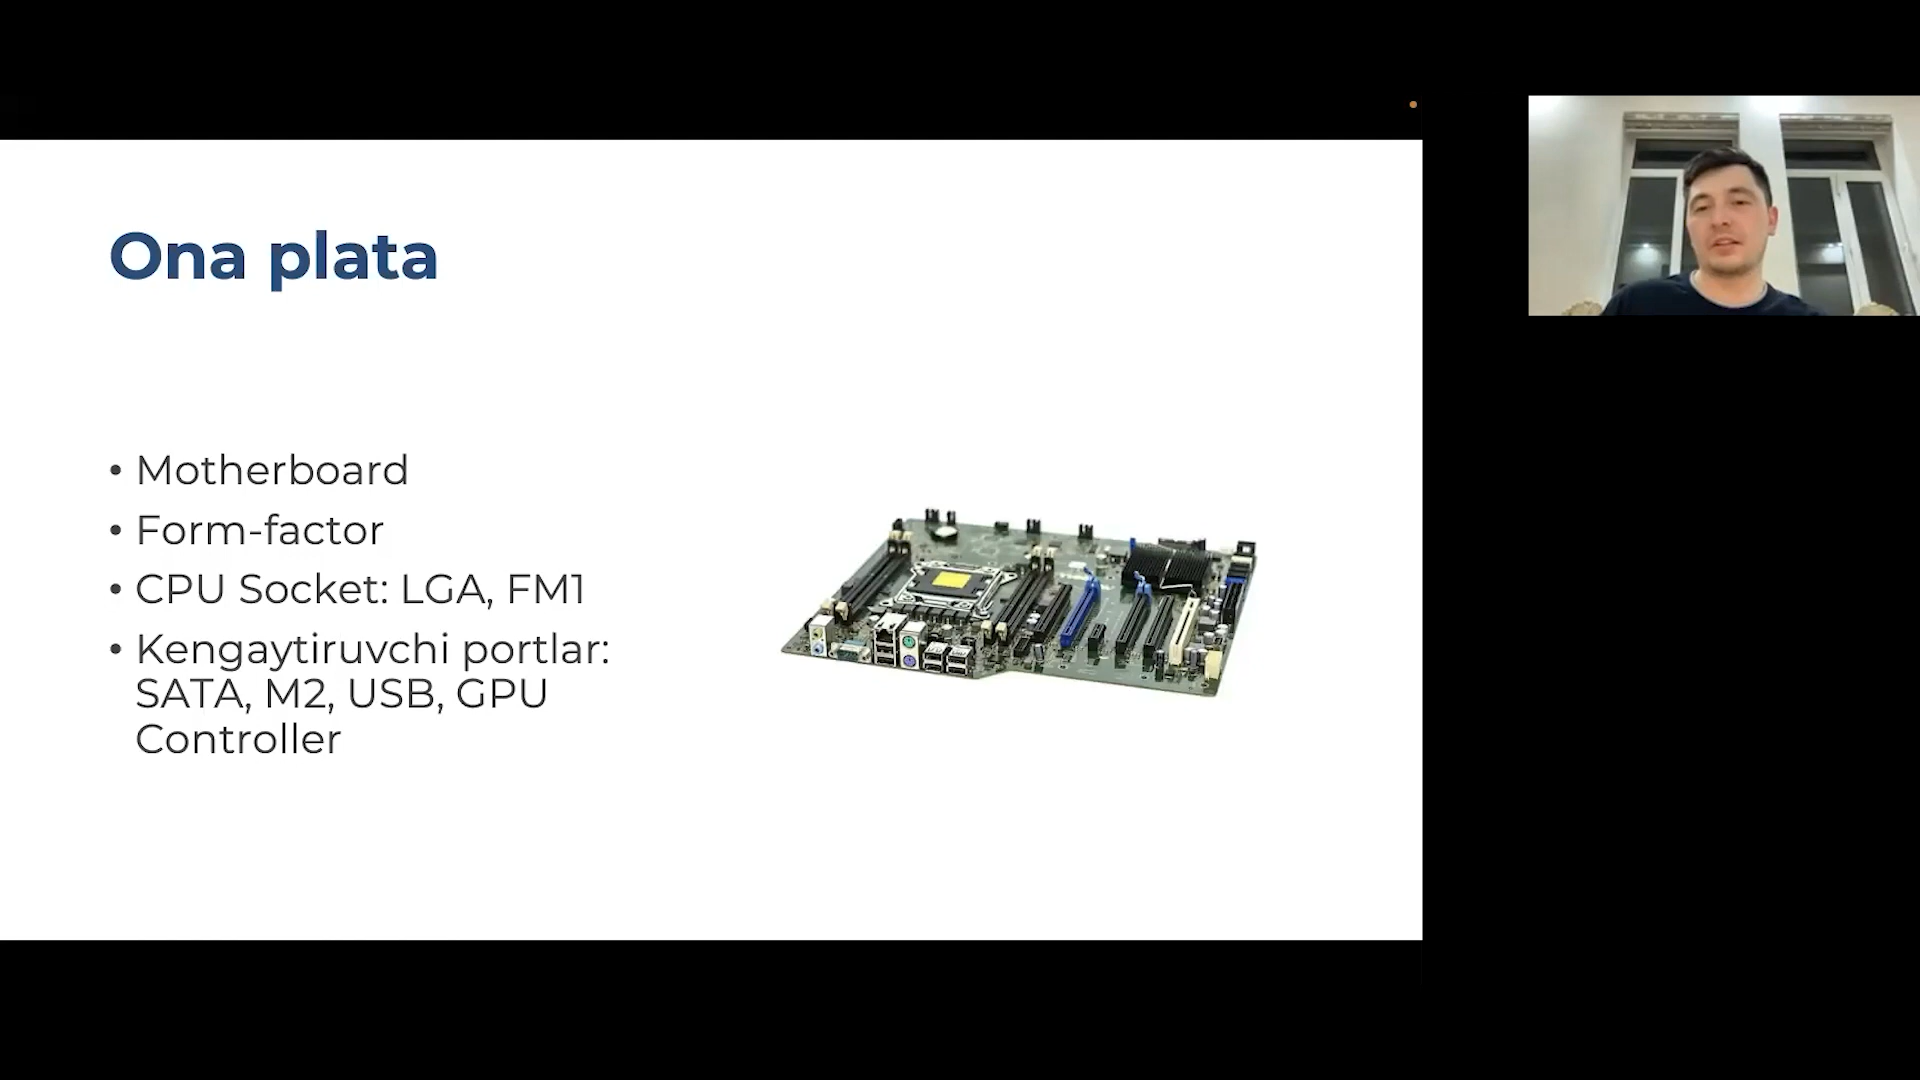 Ona plata
• Motherboard
• Form-factor
• CPU Socket: LGA, FM1
• Kengaytiruvchi portlar:
SATA, M2, USB, GPU
Controller